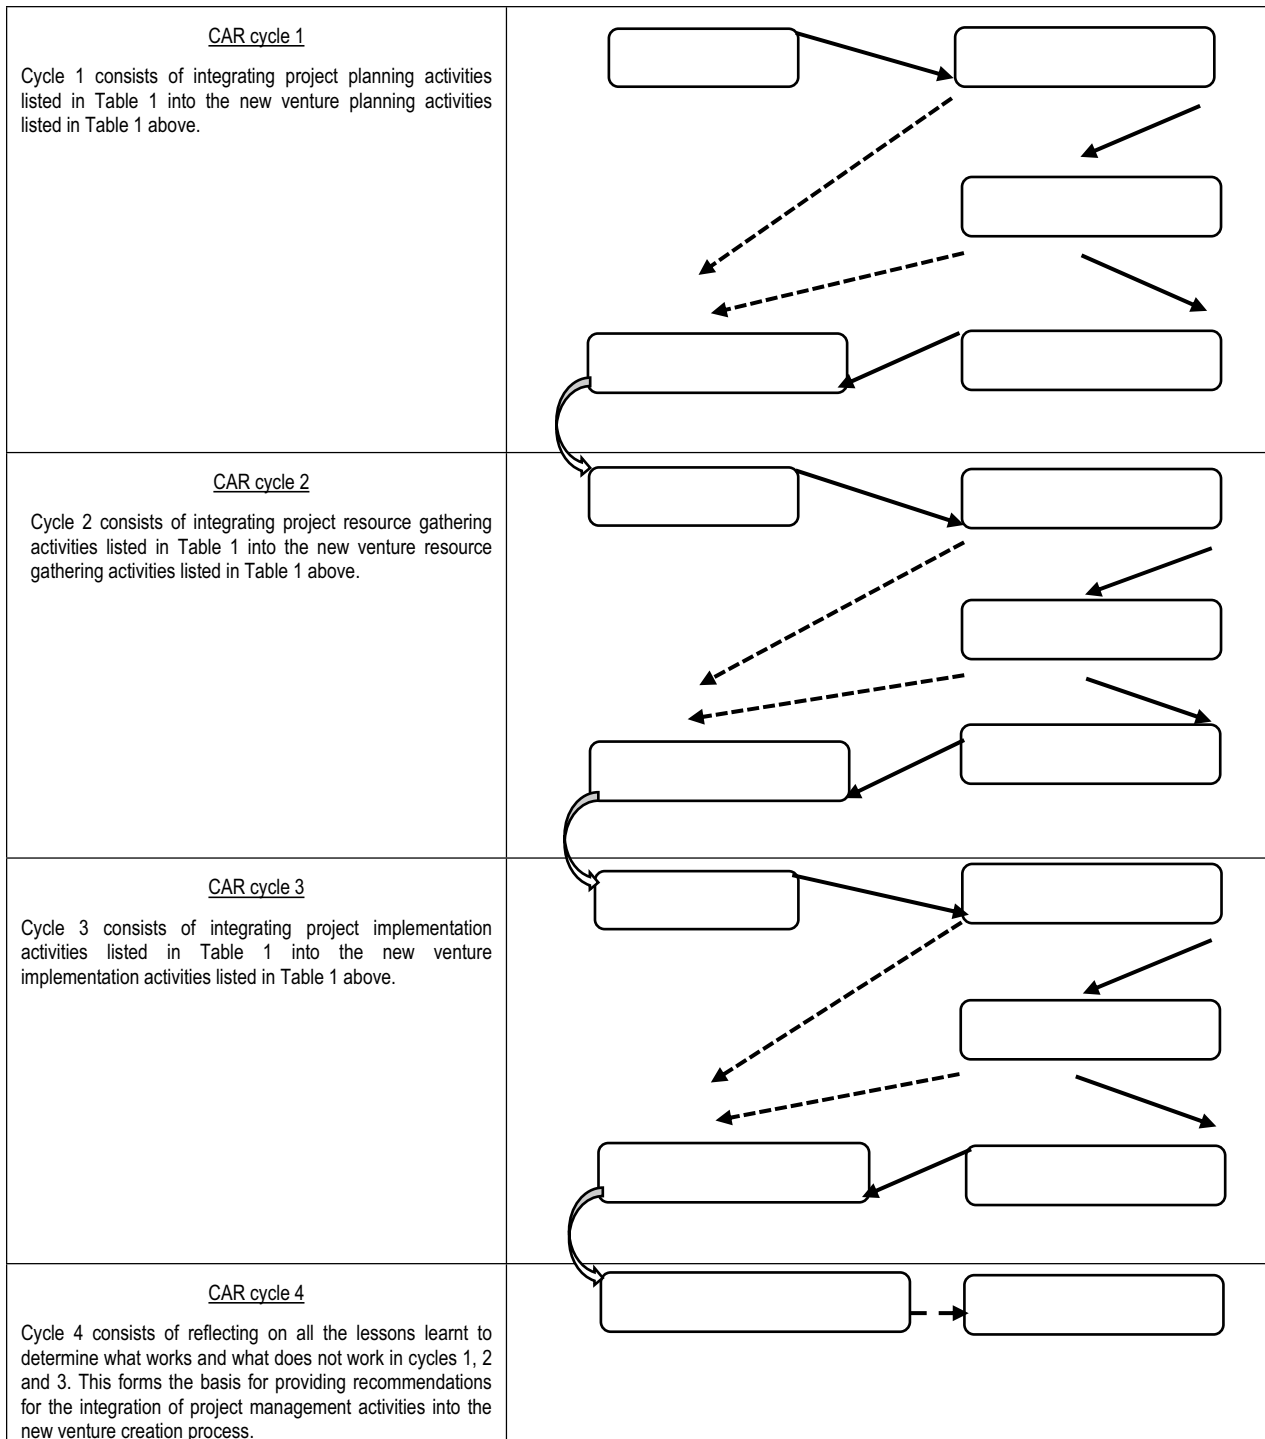 CAR cycle 1
Cycle 1 consists of integrating project planning activities
listed in Table 1 into the new venture planning activities
listed in Table 1 above.
CAR cycle 2
Cycle 2 consists of integrating project resource gathering
activities listed in Table 1 into the new venture resource
gathering activities listed in Table 1 above.
CAR cycle 3
Cycle 3 consists of integrating project implementation
activities listed in Table 1 into the new venture
implementation activities listed in Table 1 above.
CAR cycle 4
Cycle 4 consists of reflecting on all the lessons learnt to
determine what works and what does not work in cycles 1, 2
and 3. This forms the basis for providing recommendations
for the integration of project management activities into the
new venture creation process.